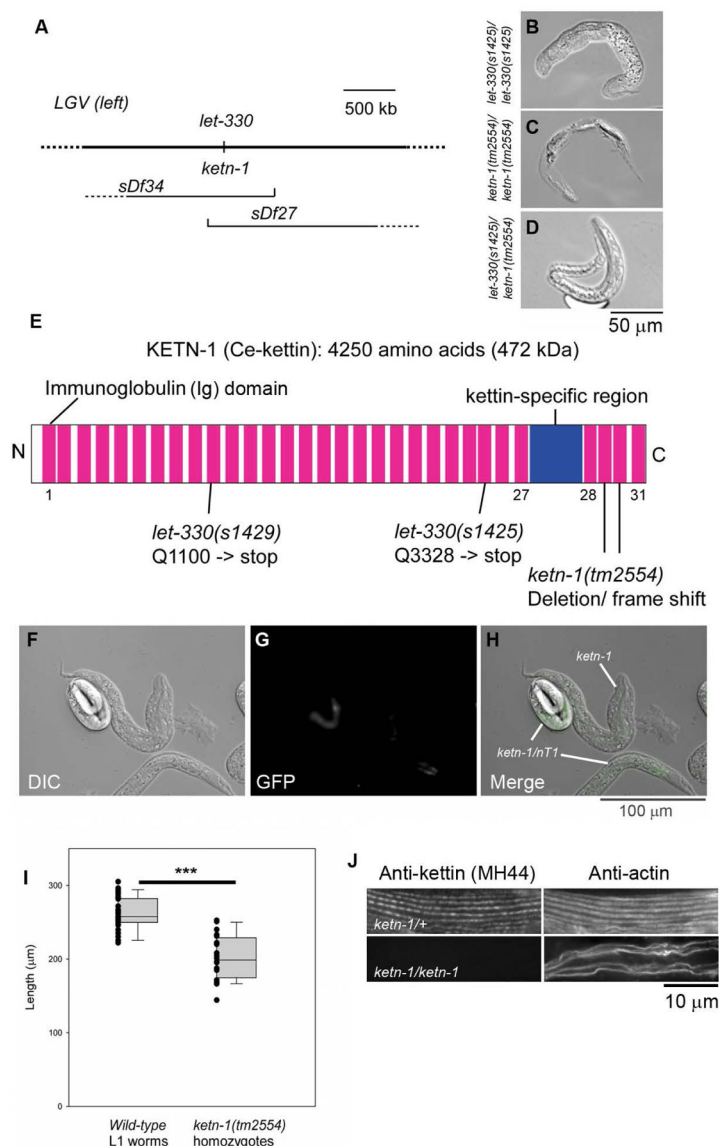 A
LGV (left)
500 kb
let-330
ketn-1
sDf34
sDf27
B
let-330(s1425)/
let-330(s1425)
C
ketn-1(tm2554)/
ketn-1(tm2554)
D
let-330(s1425)/
ketn-1(tm2554)
50 μm
E
KETN-1 (Ce-kettin): 4250 amino acids (472 kDa)
Immunoglobulin (Ig) domain
kettin-specific region
N
C
1
27
28
31
let-330(s1429)
Q1100 -> stop
let-330(s1425)
Q3328 -> stop
ketn-1(tm2554)
Deletion/ frame shift
F
DIC
G
GFP
H
ketn-1
ketn-1/nT1
Merge
100 μm
I
***
Length (μm)
300
200
100
0
Wild-type
L1 worms
ketn-1(tm2554)
homozygotes
J
Anti-kettin (MH44)
Anti-actin
ketn-1/+
ketn-1/ketn-1
10 μm